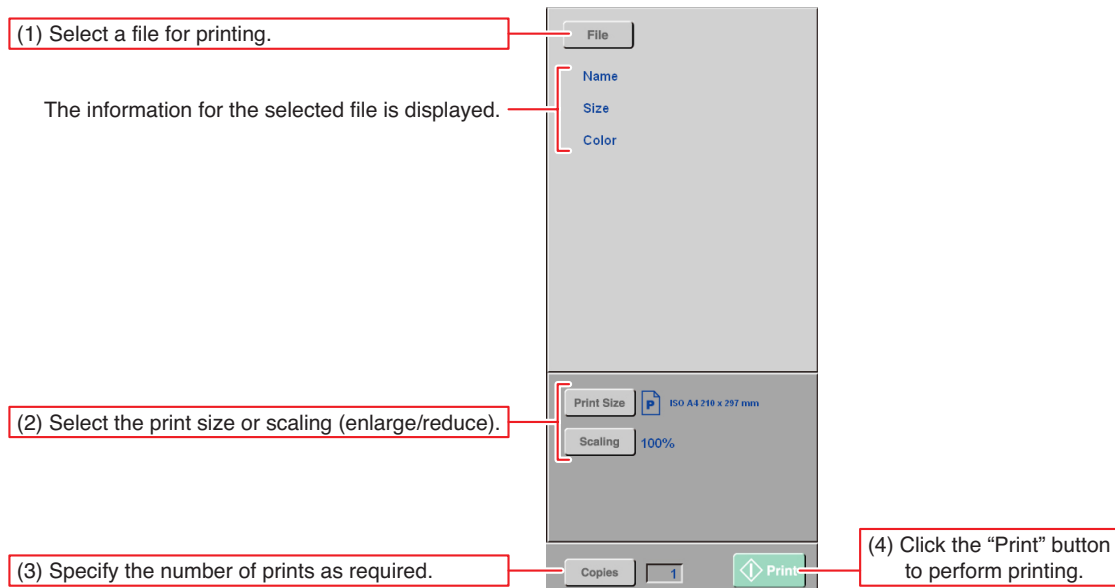 (1) Select a file for printing.
File
Name
The information for the selected file is displayed.
Size
Color
Print Size
P
ISO A4 210 x 297 mm
(2) Select the print size or scaling (enlarge/reduce).
Scaling
100%
(3) Specify the number of prints as required.
Copies
1
Print
(4) Click the “Print” button
to perform printing.